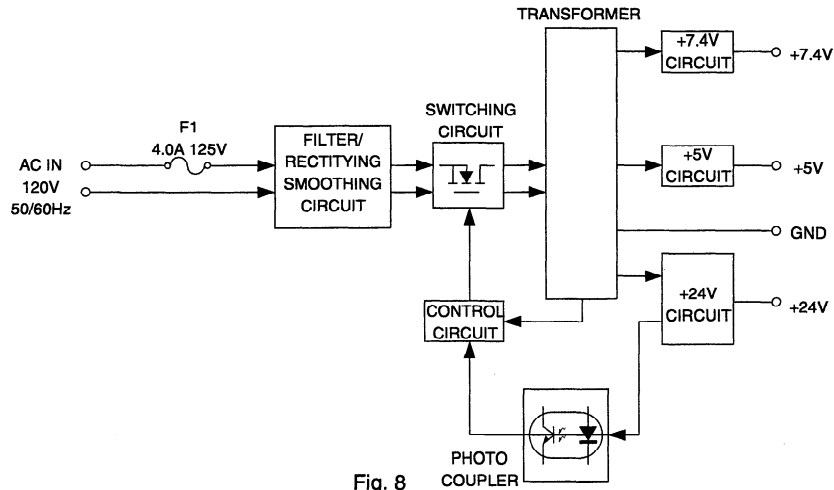 TRANSFORMER
+7.4V
CIRCUIT
+7.4V
SWITCHING
CIRCUIT
F1
4.0A 125V
FILTER/
RECTITYING
SMOOTHING
CIRCUIT
AC IN
120V
50/60Hz
+5V
CIRCUIT
+5V
GND
+24V
CIRCUIT
+24V
CONTROL
CIRCUIT
PHOTO
COUPLER
Fig. 8